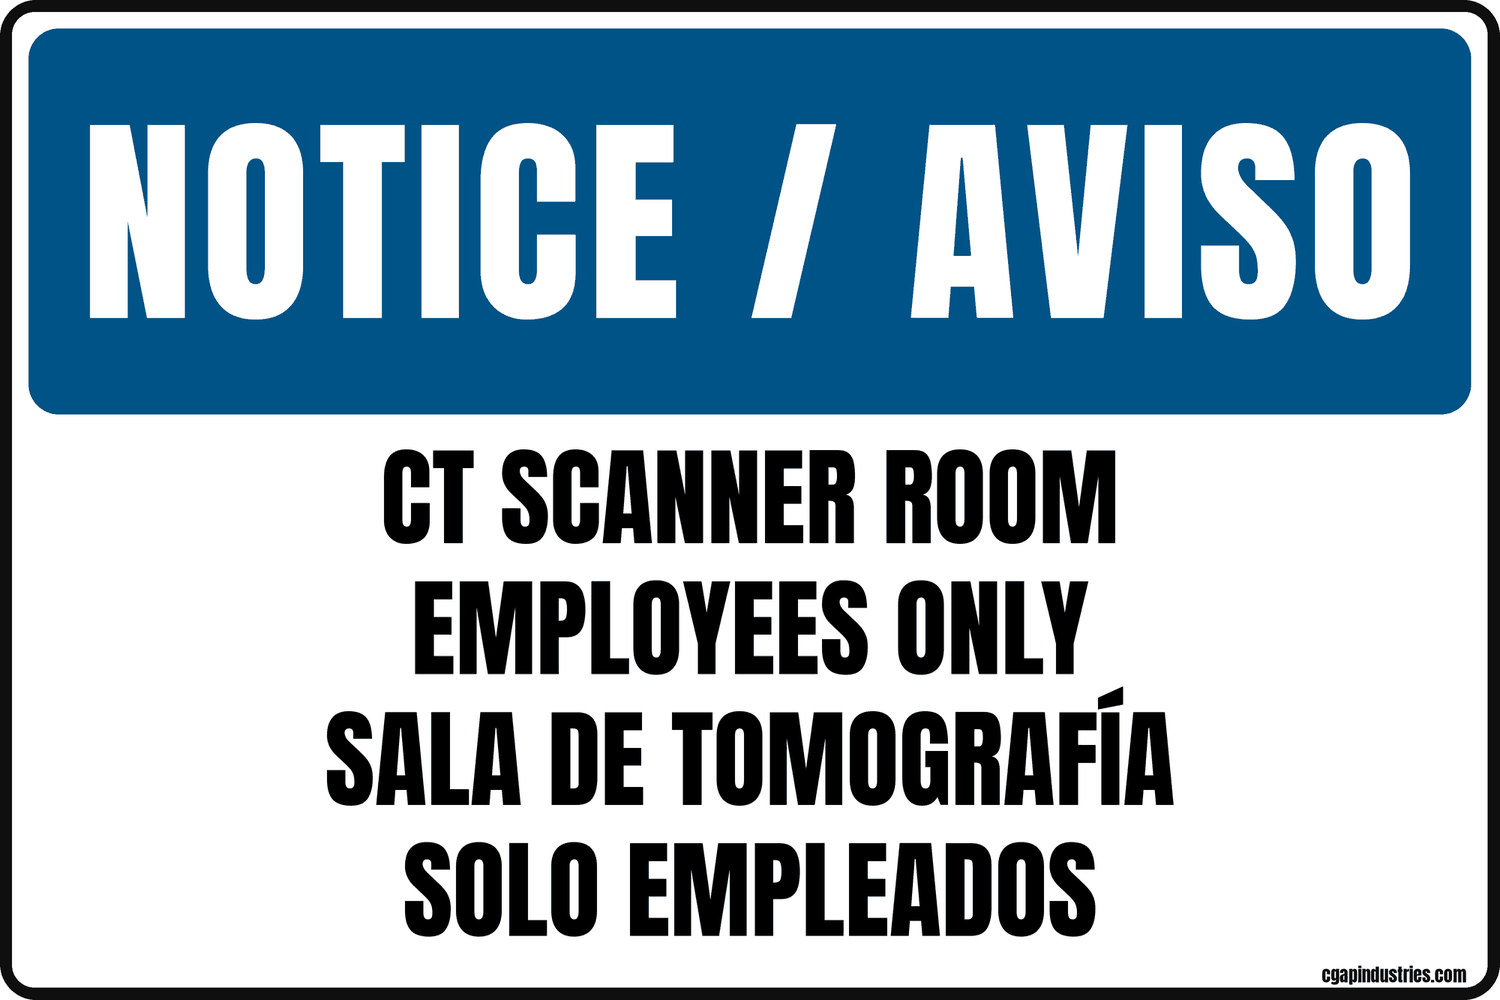 NOTICE / AVISO
CT SCANNER ROOM
EMPLOYEES ONLY
SALA DE TOMOGRAFÍA
SOLO EMPLEADOS
cgapindustries.com